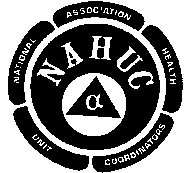 NATIONAL ASSOCIATION HEALTH
UNIT COORDINATORS
NAHUC
α